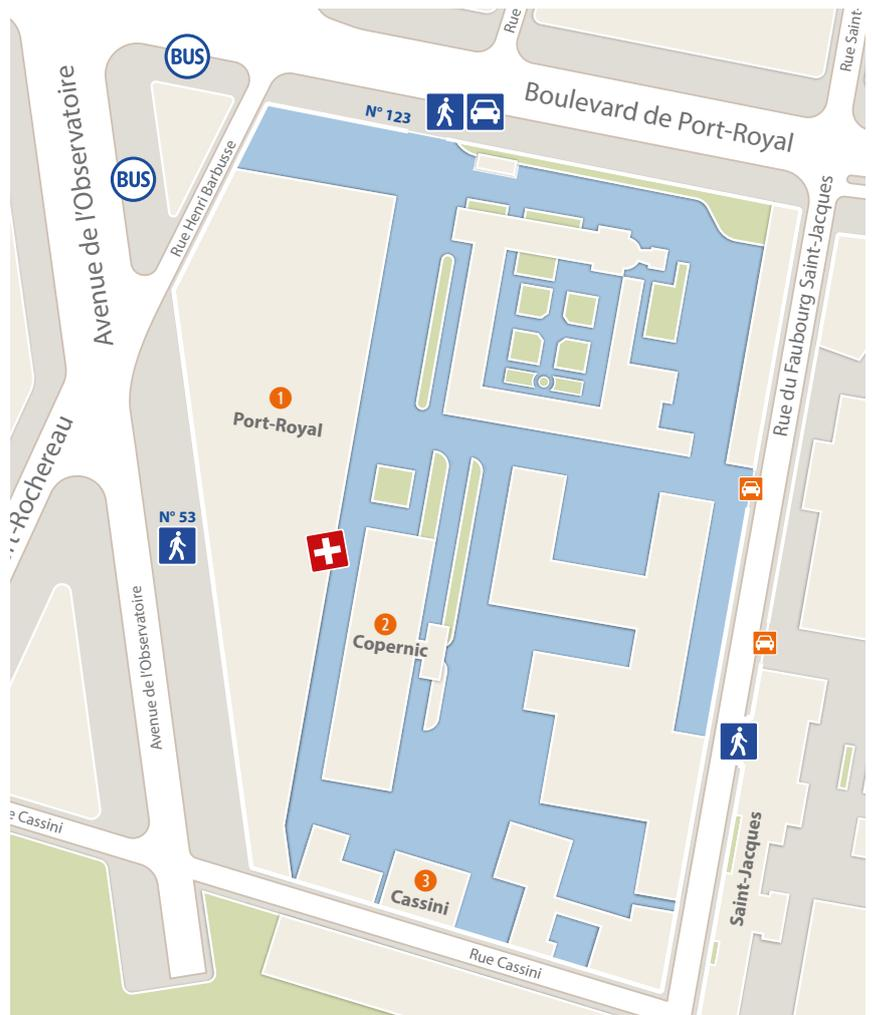 Rue
Rue Saint-
BUS
Boulevard de Port-Royal
N° 123
BUS
Avenue de l'Observatoire
Rue Henri Barbusse
Rue du Faubourg Saint-Jacques
1
Port-Royal
N° 53
rt-Rochereau
2
Copernic
Avenue de l'Observatoire
e Cassini
3
Cassini
Saint-Jacques
Rue Cassini